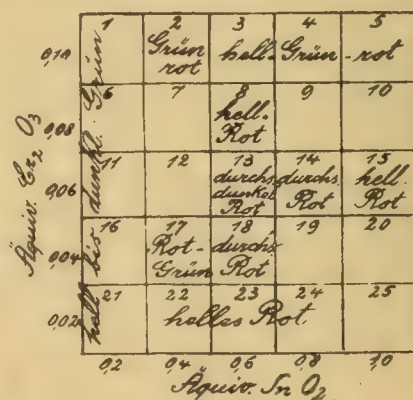 1 2 3 4 5
0,10 Grün rot hell- Grün - rot
6 7 8 9 10
0,08 hell- Rot
11 12 13 14 15
0,06 durchs. dunkel Rot durchs. Rot hell. Rot
16 17 18 19 20
0,04 Rot- Grün durchs. Rot
21 22 23 24 25
0,02 helles Rot.
hell bis dunkl. Grün
0,2 0,4 0,6 0,8 1,0
Äquiv. Sn O2
Äquiv. Cr2 O3